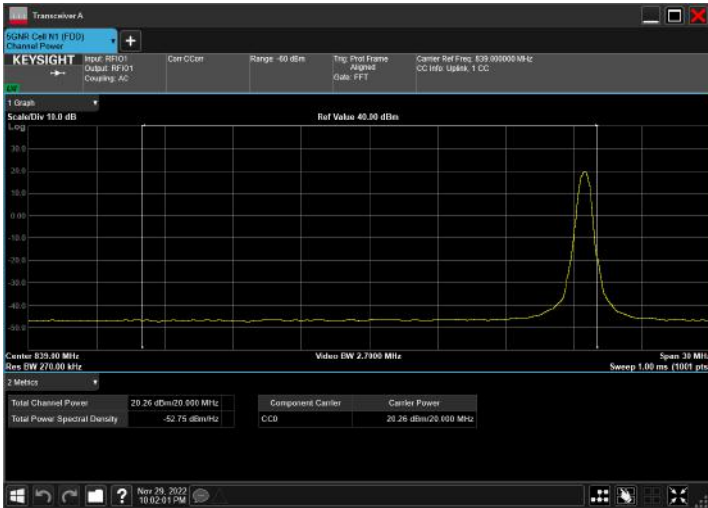 Transceiver A
5GNR Cell N1 (FDD)
Channel Power
KEYSIGHT
Input: RFIO1
Output: RFIO1
Coupling: AC
Corr CCorr
Range: -60 dBm
Trig: Prot Frame
Aligned
Gate: FFT
Carrier Ref Freq: 839.000000 MHz
CC Info: Uplink, 1 CC
1 Graph
Scale/Div 10.0 dB
Ref Value 40.00 dBm
Log
30.0
20.0
10.0
0.00
-10.0
-20.0
-30.0
-40.0
-50.0
Center 839.00 MHz
Video BW 2.7000 MHz
Span 30 MHz
Res BW 270.00 kHz
Sweep 1.00 ms (1001 pts
2 Metrics
Total Channel Power 20.26 dBm/20.000 MHz
Total Power Spectral Density -52.75 dBm/Hz
Component Carrier Carrier Power
CC0 20.26 dBm/20.000 MHz
Nov 29, 2022
10:02:01 PM